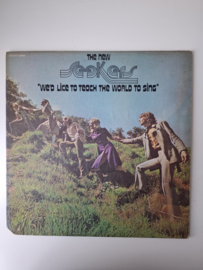 THE NEW
SEEKERS
"WE'D LIKE TO TEACH THE WORLD TO SING"